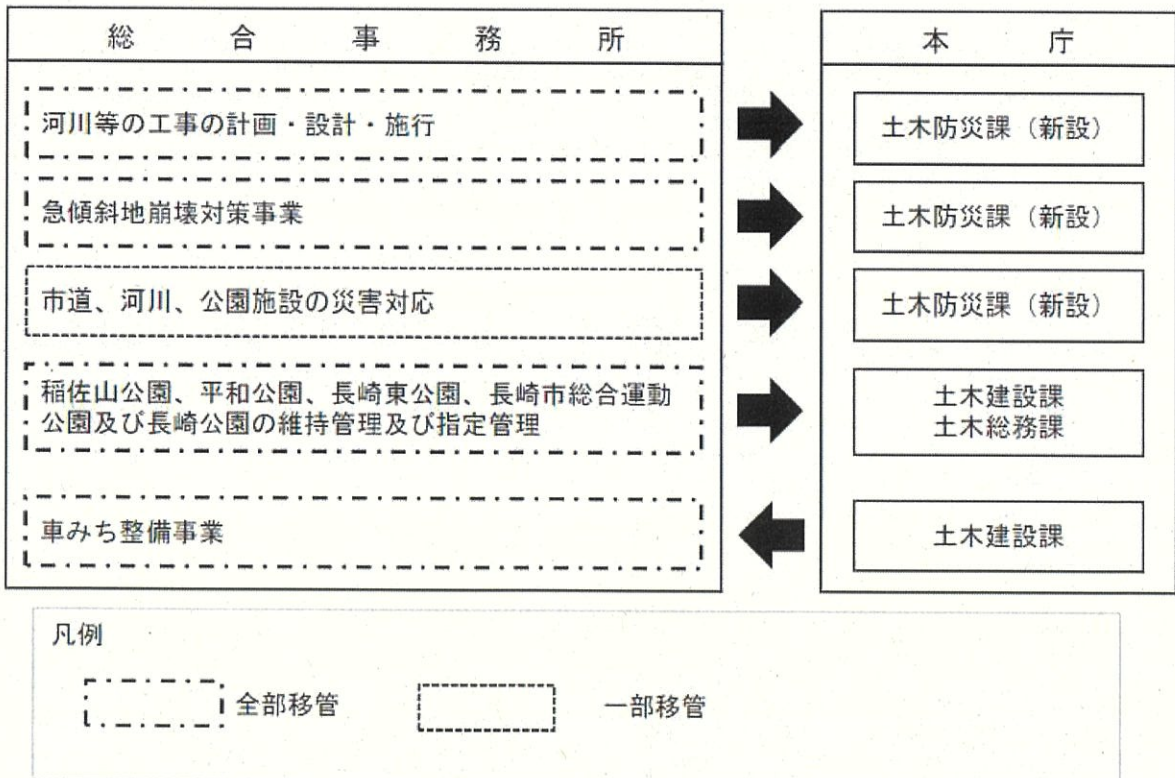 総合事務所
本庁
河川等の工事の計画・設計・施行
土木防災課（新設）
急傾斜地崩壊対策事業
土木防災課（新設）
市道、河川、公園施設の災害対応
土木防災課（新設）
稲佐山公園、平和公園、長崎東公園、長崎市総合運動
公園及び長崎公園の維持管理及び指定管理
土木建設課
土木総務課
車みち整備事業
土木建設課
凡例
全部移管
一部移管